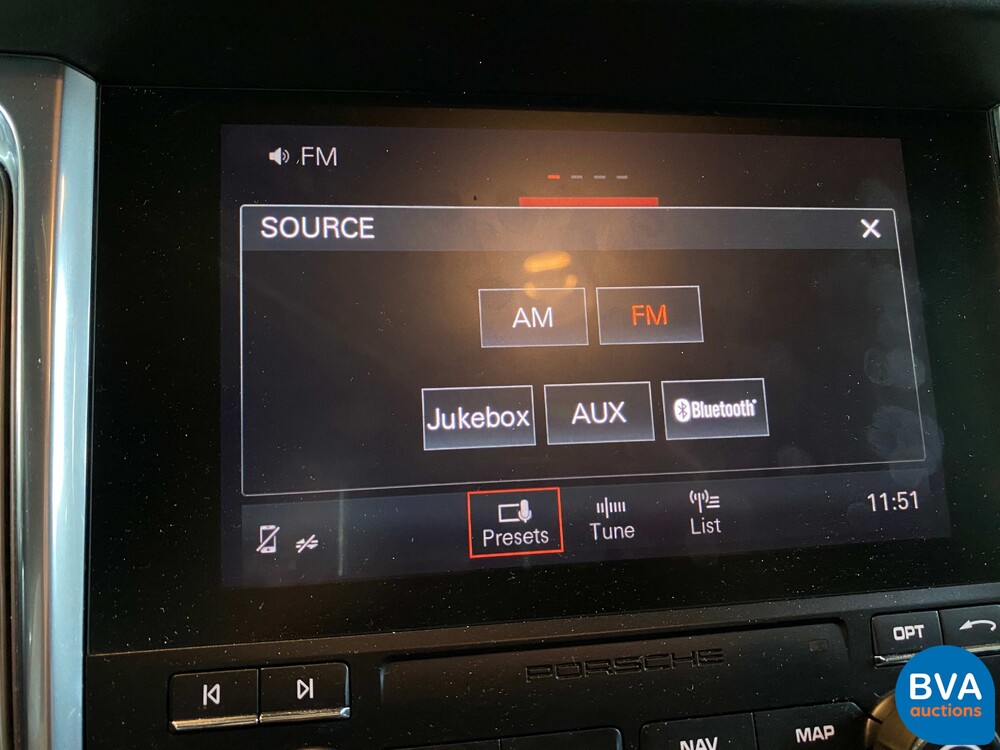 FM
SOURCE X
AM FM
Jukebox AUX Bluetooth
Presets Tune List 11:51
OPT
PORSCHE
NAV MAP
BVA
auctions